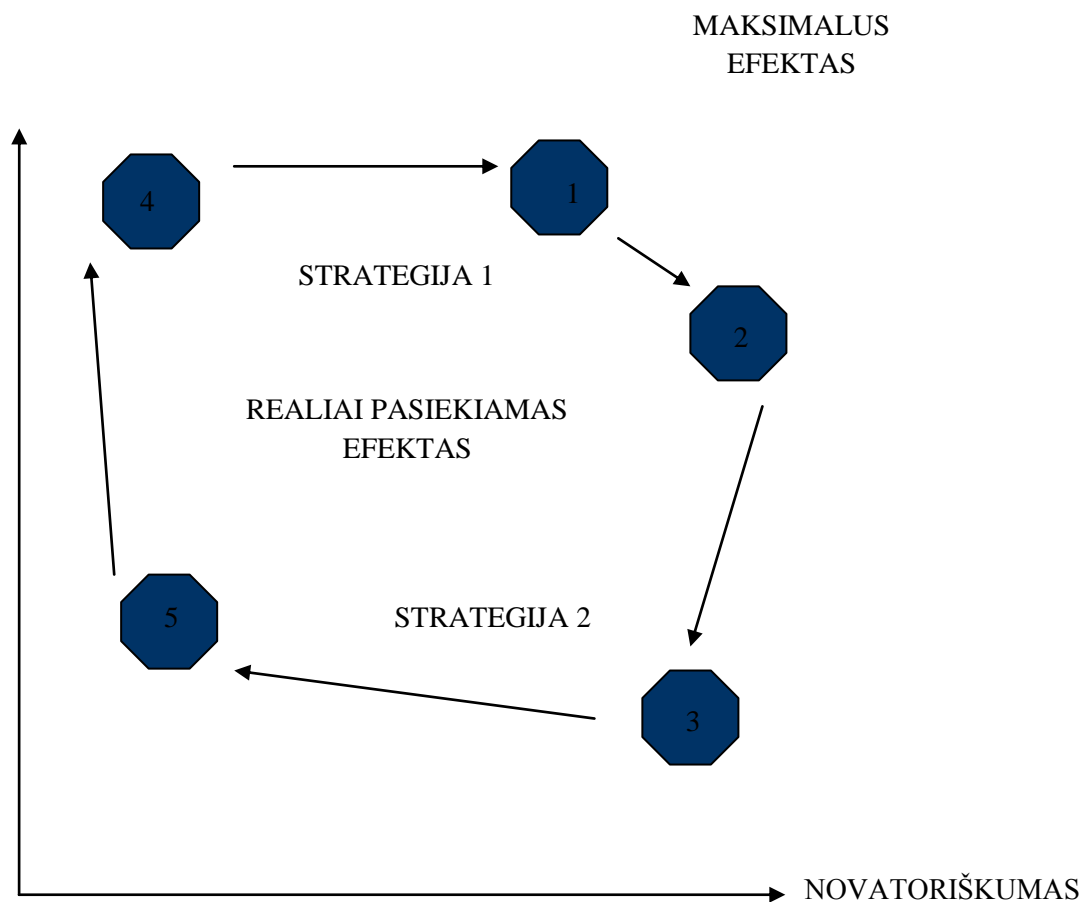 MAKSIMALUS
EFEKTAS
4
1
STRATEGIJA 1
2
REALIAI PASIEKIAMAS
EFEKTAS
5
STRATEGIJA 2
3
NOVATORIŠKUMAS